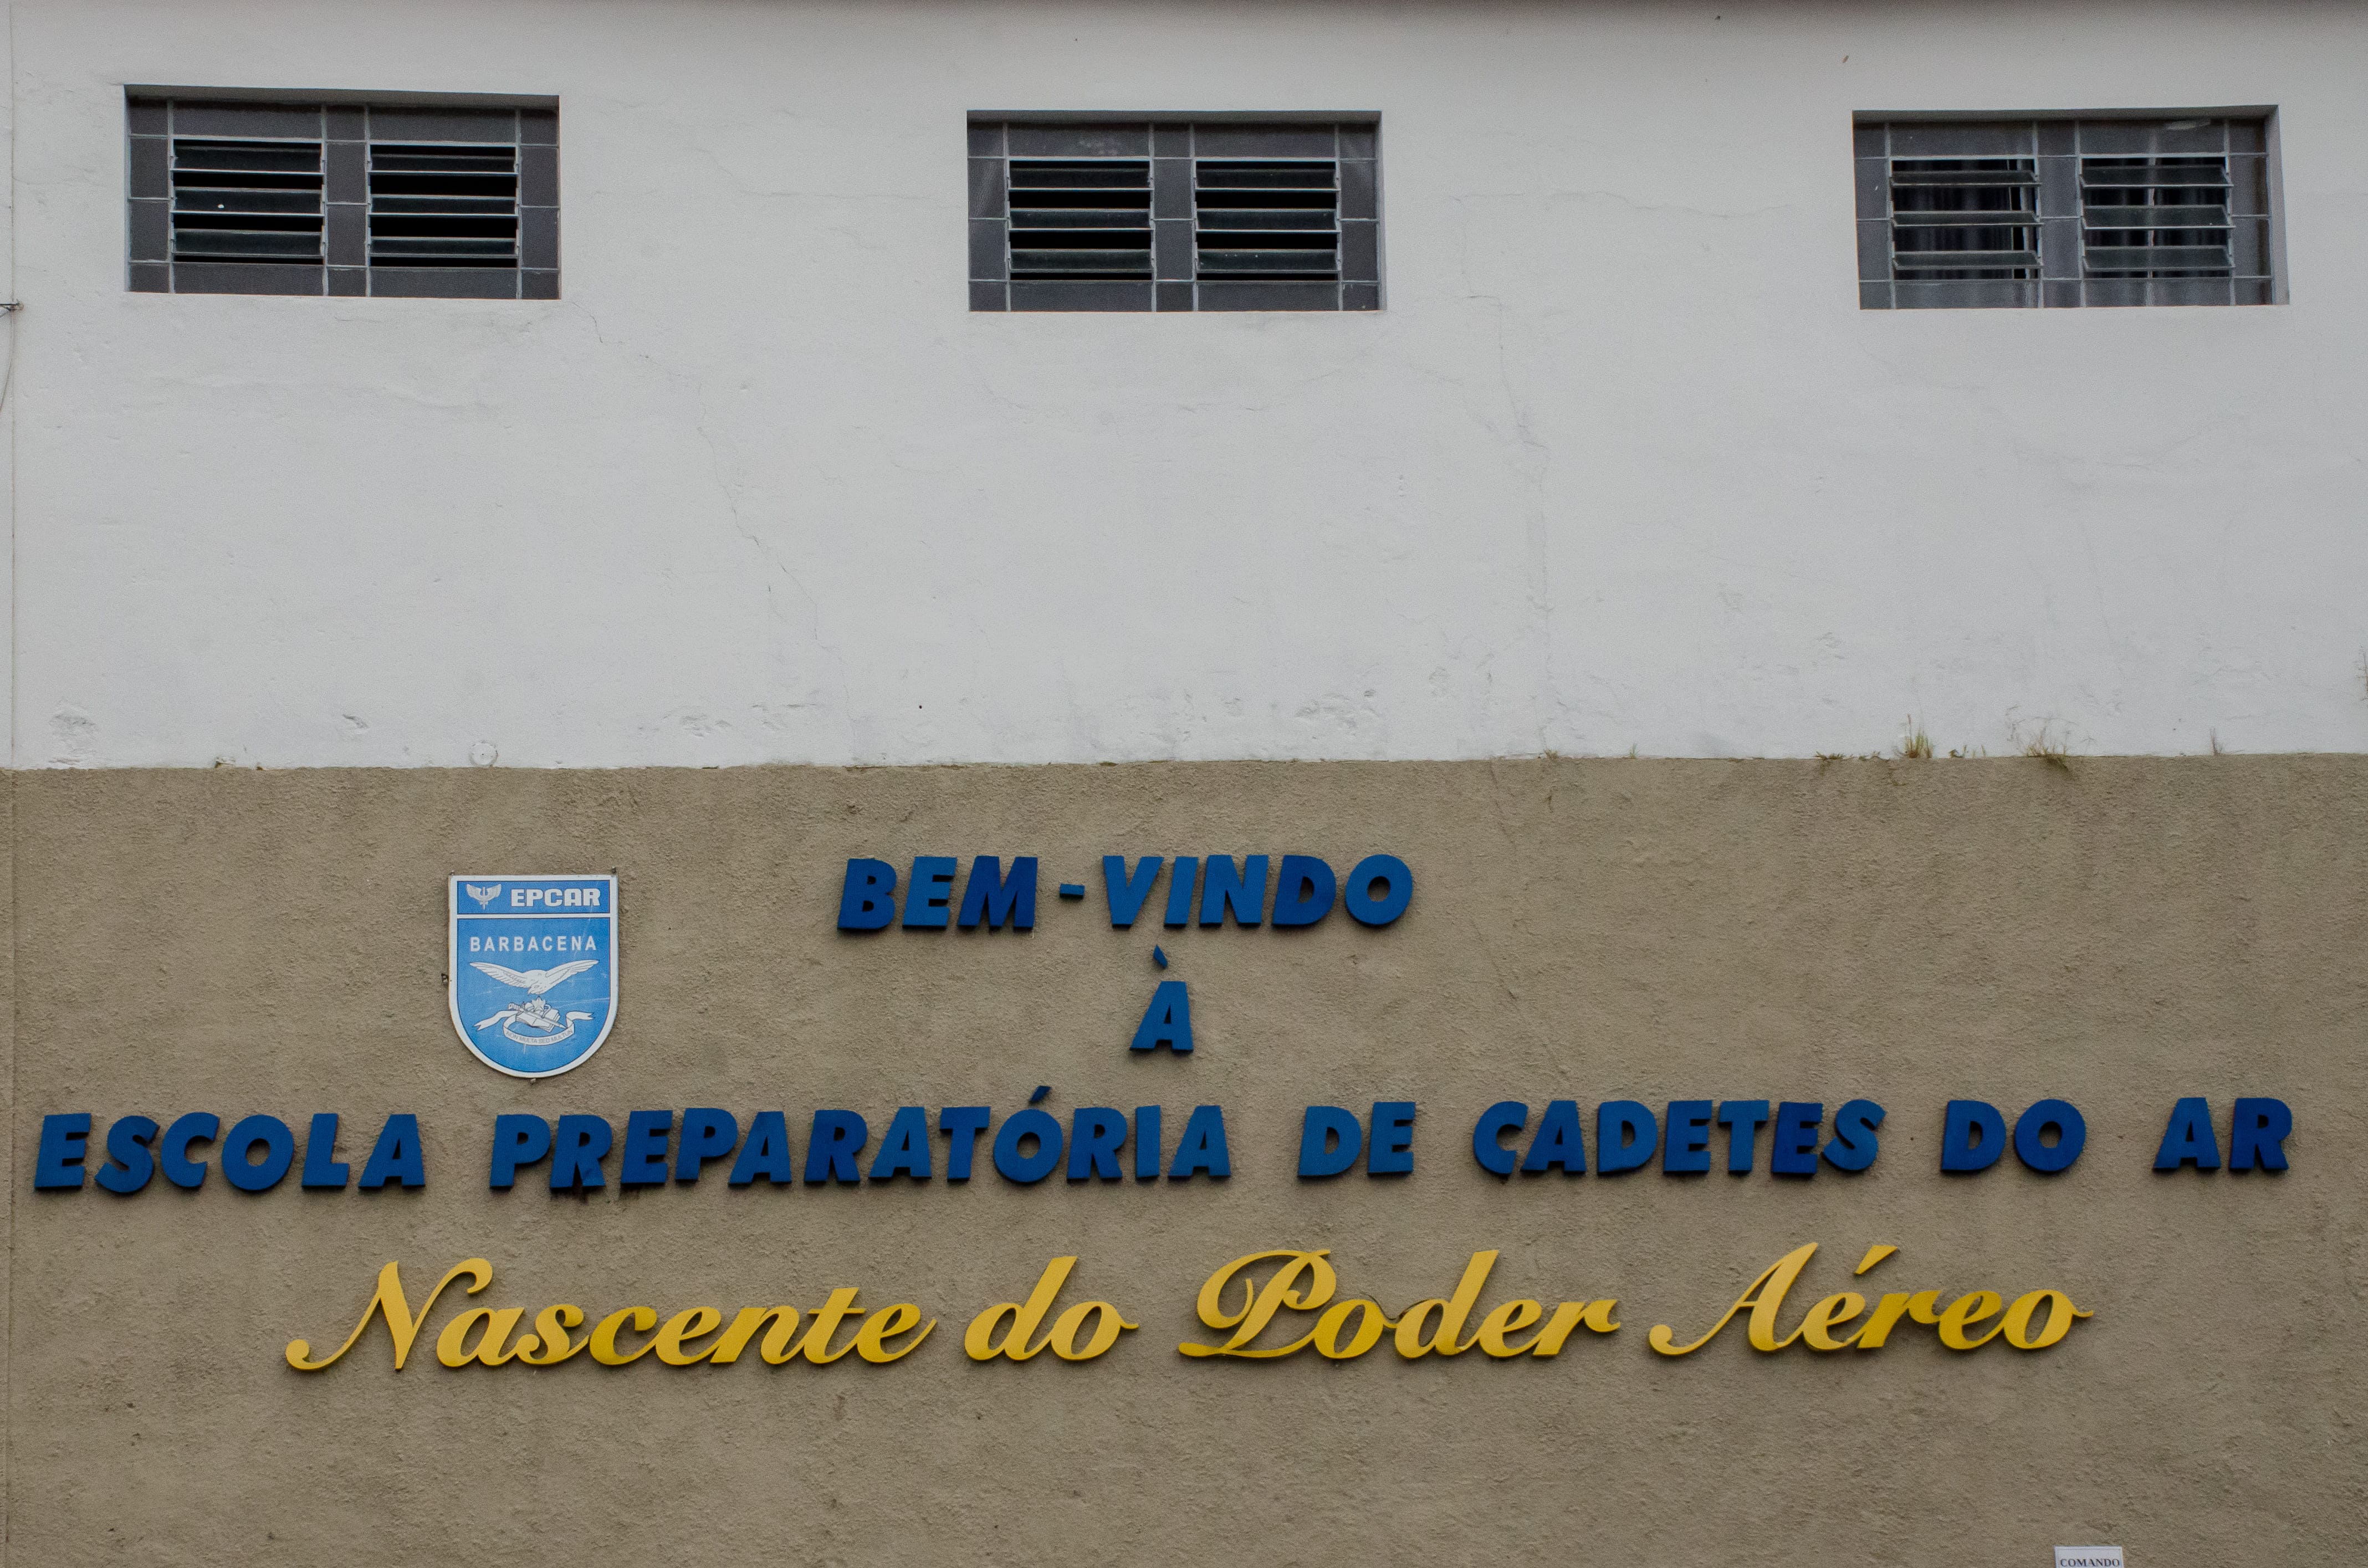 EPCAR
BARBACENA
BEM-VINDO
À
ESCOLA PREPARATÓRIA DE CADETES DO AR
Nascente do Poder Aéreo
COMANDO